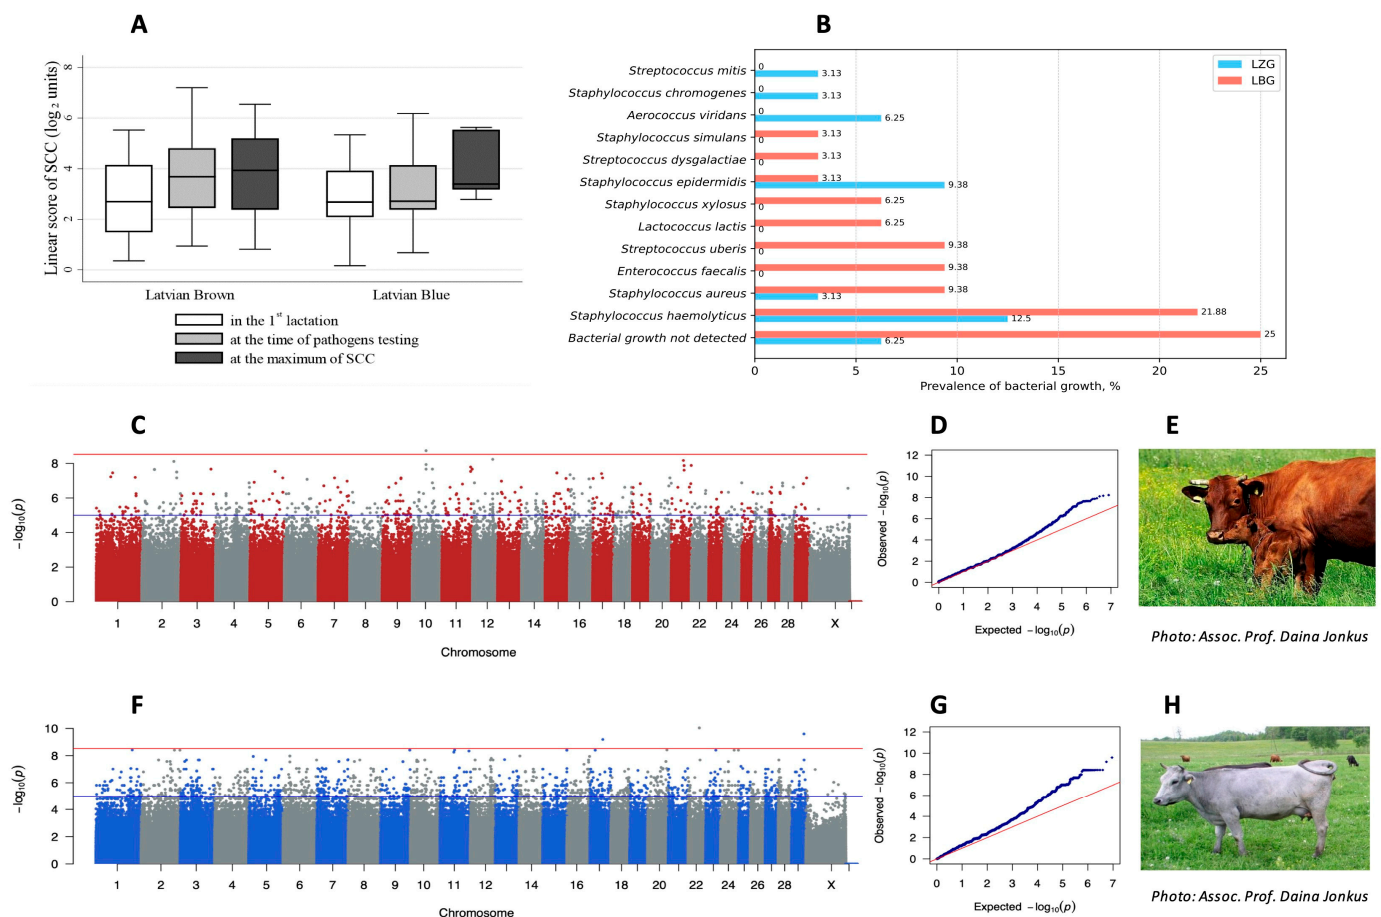 A
Linear score of SCC (log 2 units)
8
6
4
2
0
Latvian Brown
Latvian Blue
in the 1st lactation
at the time of pathogens testing
at the maximum of SCC
B
LZG
LBG
Streptococcus mitis 0 3.13
Staphylococcus chromogenes 0 3.13
Aerococcus viridans 0 6.25
Staphylococcus simulans 3.13 0
Streptococcus dysgalactiae 3.13 0
Staphylococcus epidermidis 3.13 9.38
Staphylococcus xylosus 6.25 0
Lactococcus lactis 6.25 0
Streptococcus uberis 9.38 0
Enterococcus faecalis 9.38 0
Staphylococcus aureus 9.38 3.13
Staphylococcus haemolyticus 21.88 12.5
Bacterial growth not detected 25 6.25
0 5 10 15 20 25
Prevalence of bacterial growth, %
C
−log10(p)
8
6
4
2
0
1 2 3 4 5 6 7 8 9 10 11 12 14 16 18 20 22 24 26 28 X
Chromosome
D
Observed −log10(p)
12
10
8
6
4
2
0
0 1 2 3 4 5 6 7
Expected −log10(p)
E
Photo: Assoc. Prof. Daina Jonkus
F
−log10(p)
10
8
6
4
2
0
1 2 3 4 5 6 7 8 9 10 11 12 14 16 18 20 22 24 26 28 X
Chromosome
G
Observed −log10(p)
12
10
8
6
4
2
0
0 1 2 3 4 5 6 7
Expected −log10(p)
H
Photo: Assoc. Prof. Daina Jonkus